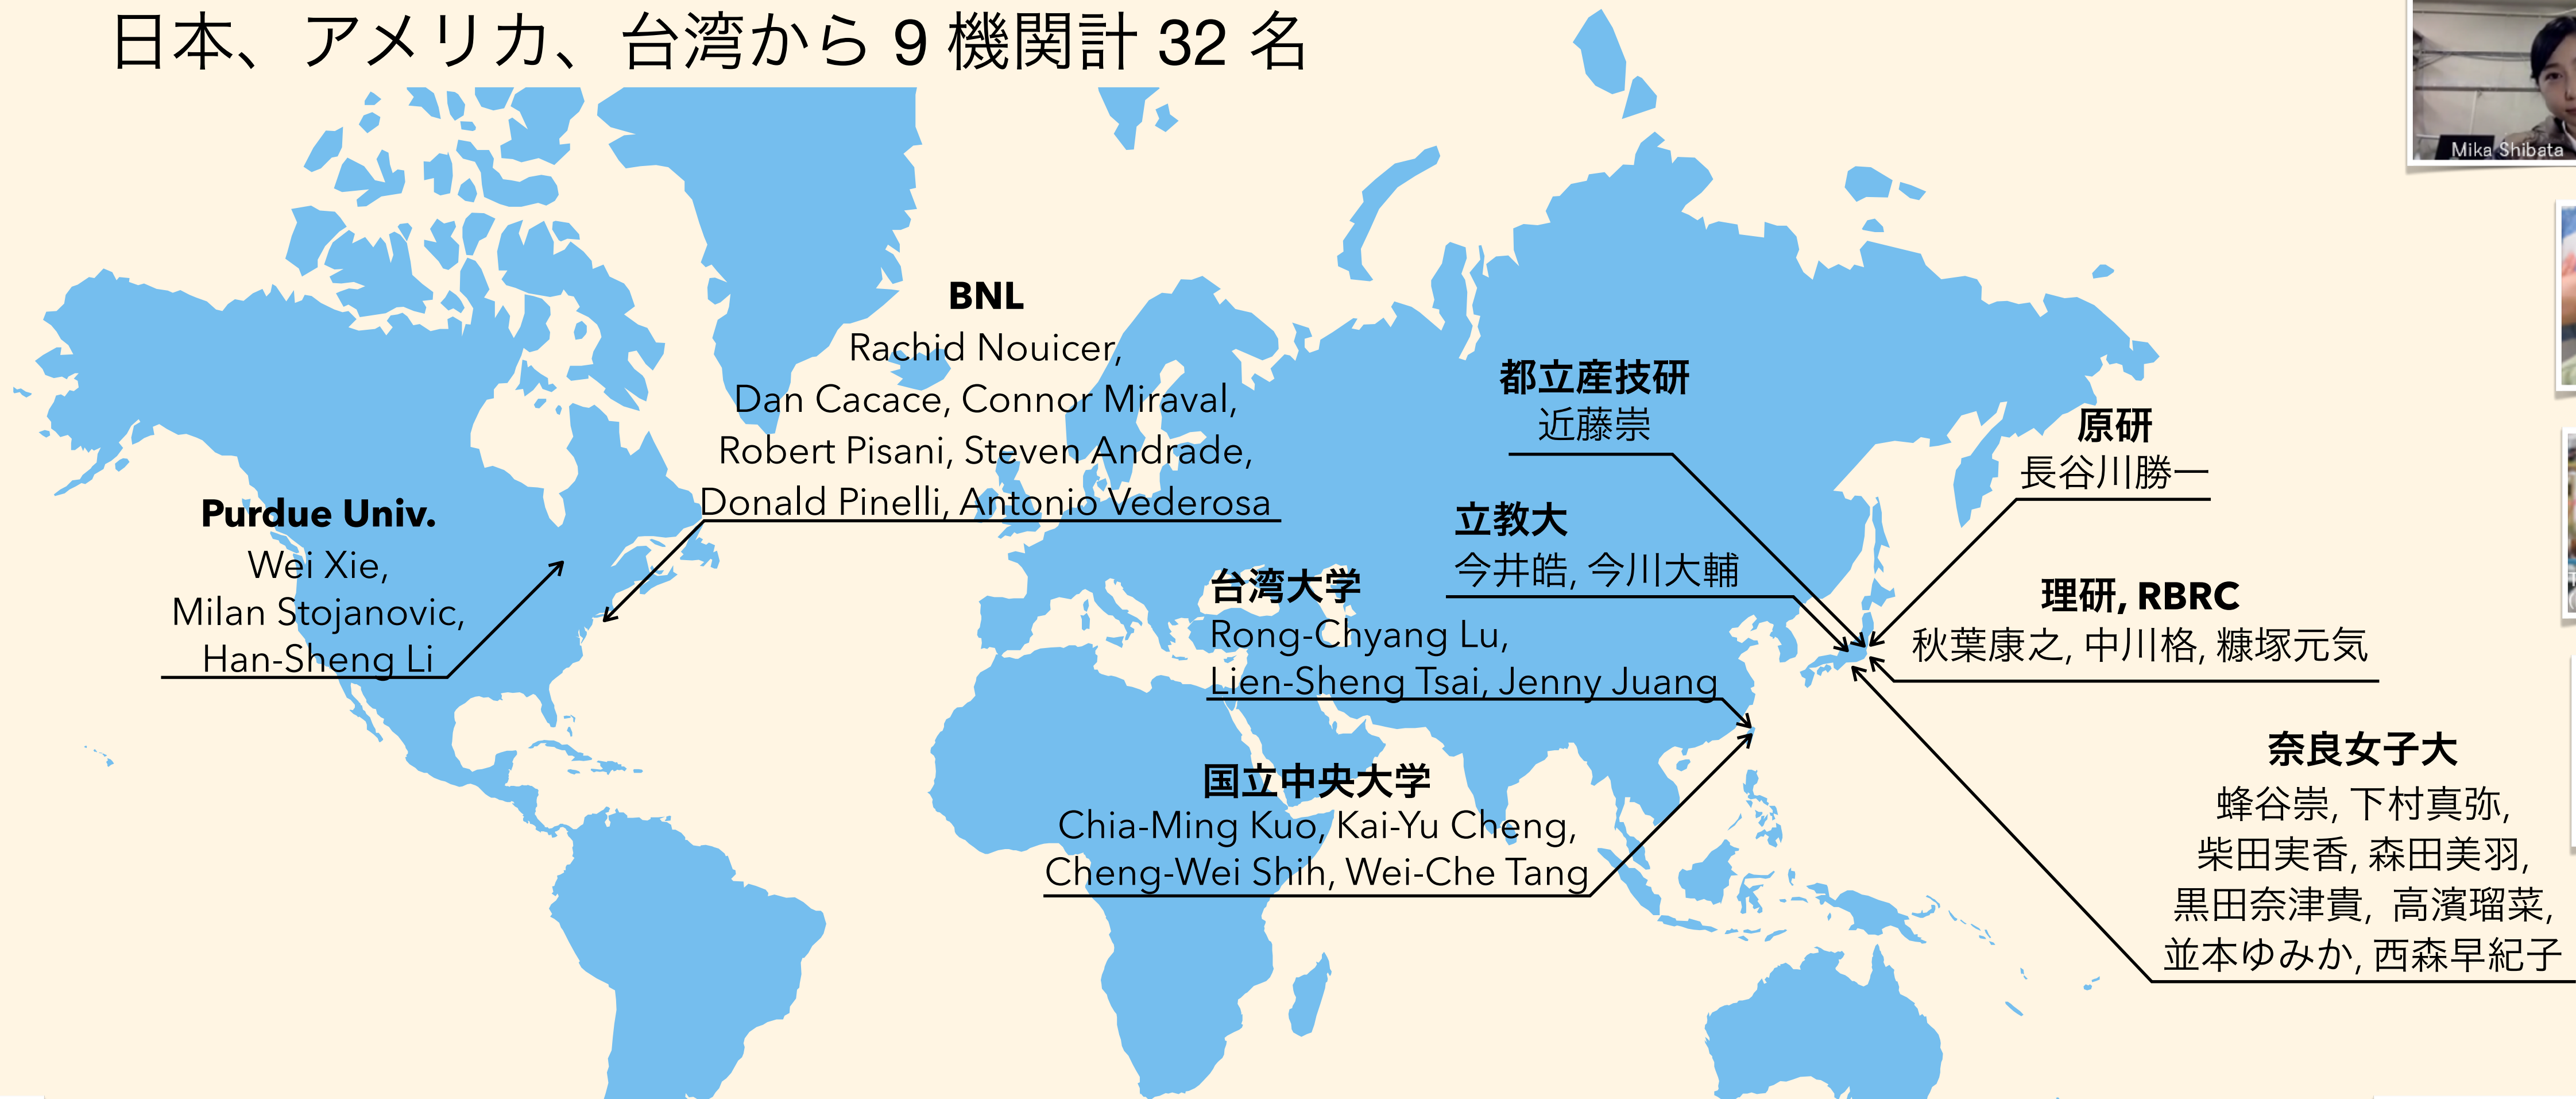 日本、アメリカ、台湾から 9 機関計 32 名
Mika Shibata
BNL
Rachid Nouicer,
Dan Cacace, Connor Miraval,
Robert Pisani, Steven Andrade,
Donald Pinelli, Antonio Vederosa
Purdue Univ.
Wei Xie,
Milan Stojanovic,
Han-Sheng Li
都立産技研
近藤崇
原研
長谷川勝一
立教大
今井皓, 今川大輔
台湾大学
Rong-Chyang Lu,
Lien-Sheng Tsai, Jenny Juang
理研, RBRC
秋葉康之, 中川格, 糠塚元気
国立中央大学
Chia-Ming Kuo, Kai-Yu Cheng,
Cheng-Wei Shih, Wei-Che Tang
奈良女子大
蜂谷崇, 下村真弥,
柴田実香, 森田美羽,
黒田奈津貴, 高濱瑠菜,
並本ゆみか, 西森早紀子